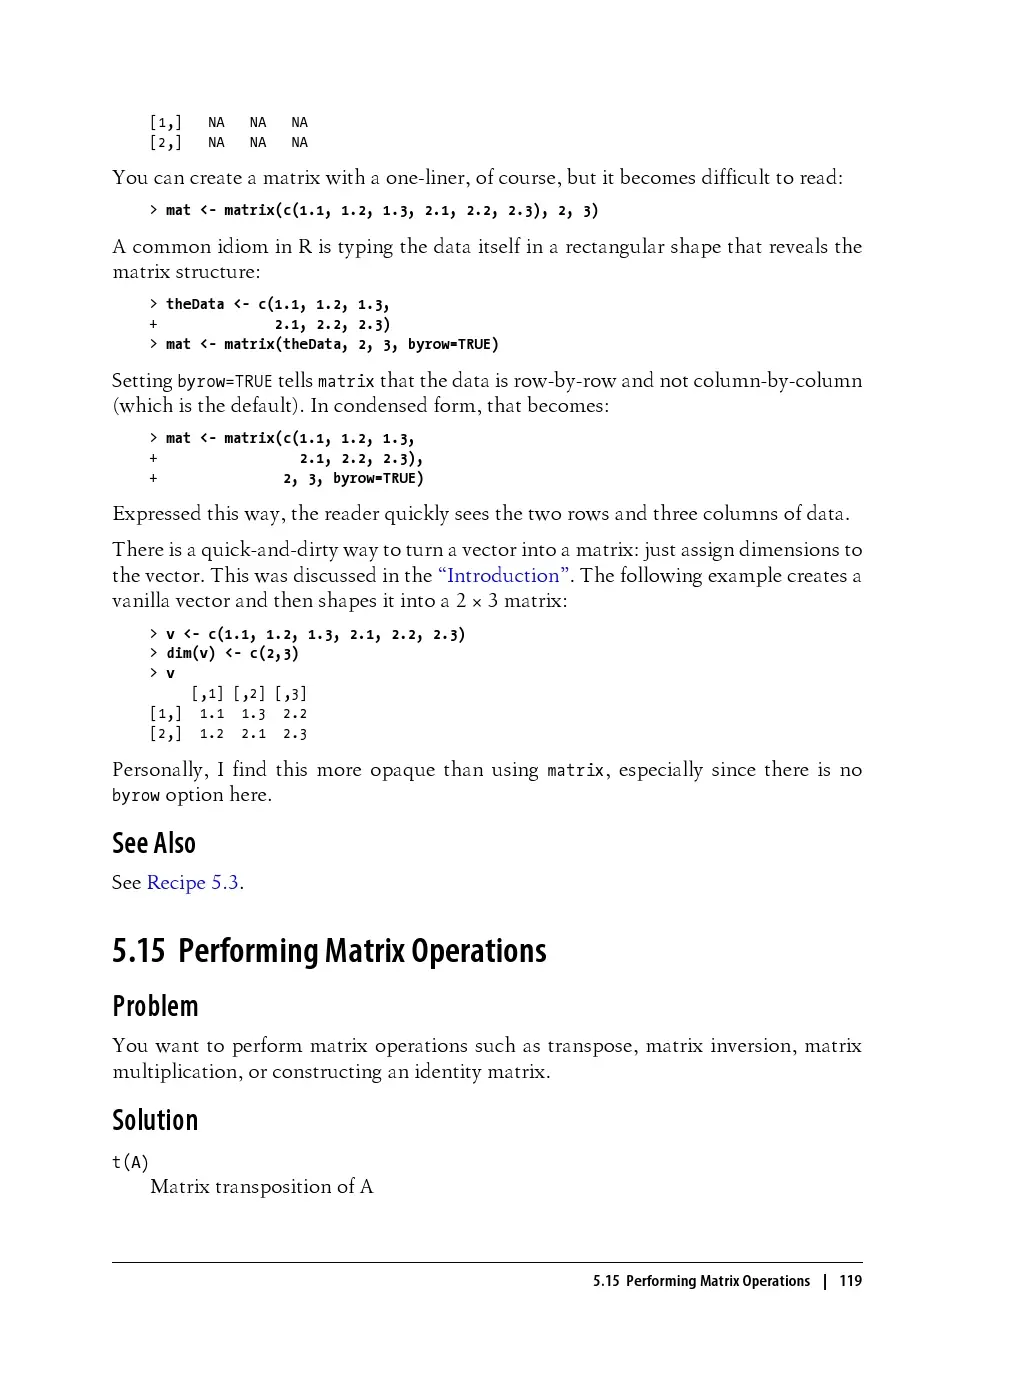 [1,]   NA   NA   NA
[2,]   NA   NA   NA
You can create a matrix with a one-liner, of course, but it becomes difficult to read:
> mat <- matrix(c(1.1, 1.2, 1.3, 2.1, 2.2, 2.3), 2, 3)
A common idiom in R is typing the data itself in a rectangular shape that reveals the
matrix structure:
> theData <- c(1.1, 1.2, 1.3,
+              2.1, 2.2, 2.3)
> mat <- matrix(theData, 2, 3, byrow=TRUE)
Setting byrow=TRUE tells matrix that the data is row-by-row and not column-by-column
(which is the default). In condensed form, that becomes:
> mat <- matrix(c(1.1, 1.2, 1.3,
+                 2.1, 2.2, 2.3),
+               2, 3, byrow=TRUE)
Expressed this way, the reader quickly sees the two rows and three columns of data.
There is a quick-and-dirty way to turn a vector into a matrix: just assign dimensions to
the vector. This was discussed in the “Introduction”. The following example creates a
vanilla vector and then shapes it into a 2 × 3 matrix:
> v <- c(1.1, 1.2, 1.3, 2.1, 2.2, 2.3)
> dim(v) <- c(2,3)
> v
     [,1] [,2] [,3]
[1,]  1.1  1.3  2.2
[2,]  1.2  2.1  2.3
Personally, I find this more opaque than using matrix, especially since there is no
byrow option here.
See Also
See Recipe 5.3.
5.15 Performing Matrix Operations
Problem
You want to perform matrix operations such as transpose, matrix inversion, matrix
multiplication, or constructing an identity matrix.
Solution
t(A)
Matrix transposition of A
5.15 Performing Matrix Operations | 119